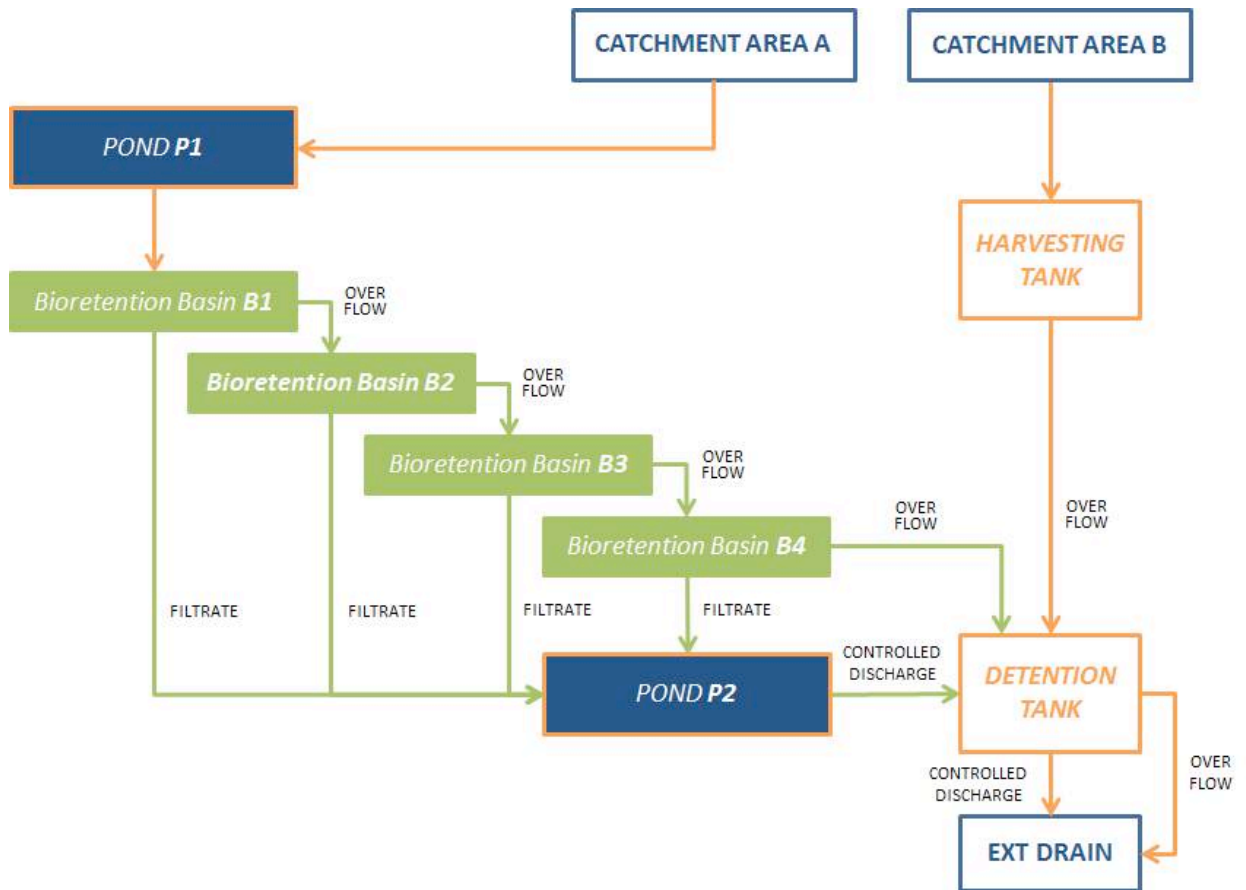 CATCHMENT AREA A
CATCHMENT AREA B
POND P1
HARVESTING
TANK
Bioretention Basin B1
OVER
FLOW
Bioretention Basin B2
OVER
FLOW
Bioretention Basin B3
OVER
FLOW
OVER
FLOW
OVER
FLOW
Bioretention Basin B4
FILTRATE
FILTRATE
FILTRATE
FILTRATE
POND P2
CONTROLLED
DISCHARGE
DETENTION
TANK
CONTROLLED
DISCHARGE
OVER
FLOW
EXT DRAIN